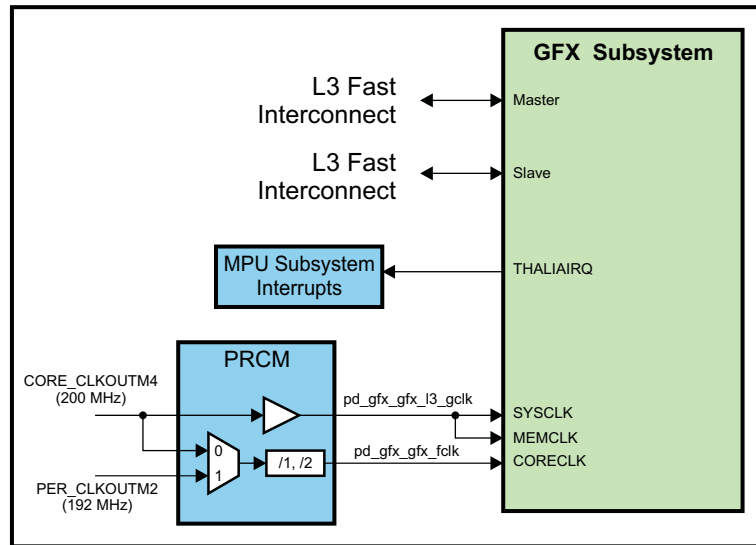 GFX Subsystem
L3 Fast
Interconnect
Master
L3 Fast
Interconnect
Slave
MPU Subsystem
Interrupts
THALIAIRQ
PRCM
CORE_CLKOUTM4
(200 MHz)
pd_gfx_gfx_l3_gclk
SYSCLK
MEMCLK
0
1
/1, /2
pd_gfx_gfx_fclk
CORECLK
PER_CLKOUTM2
(192 MHz)